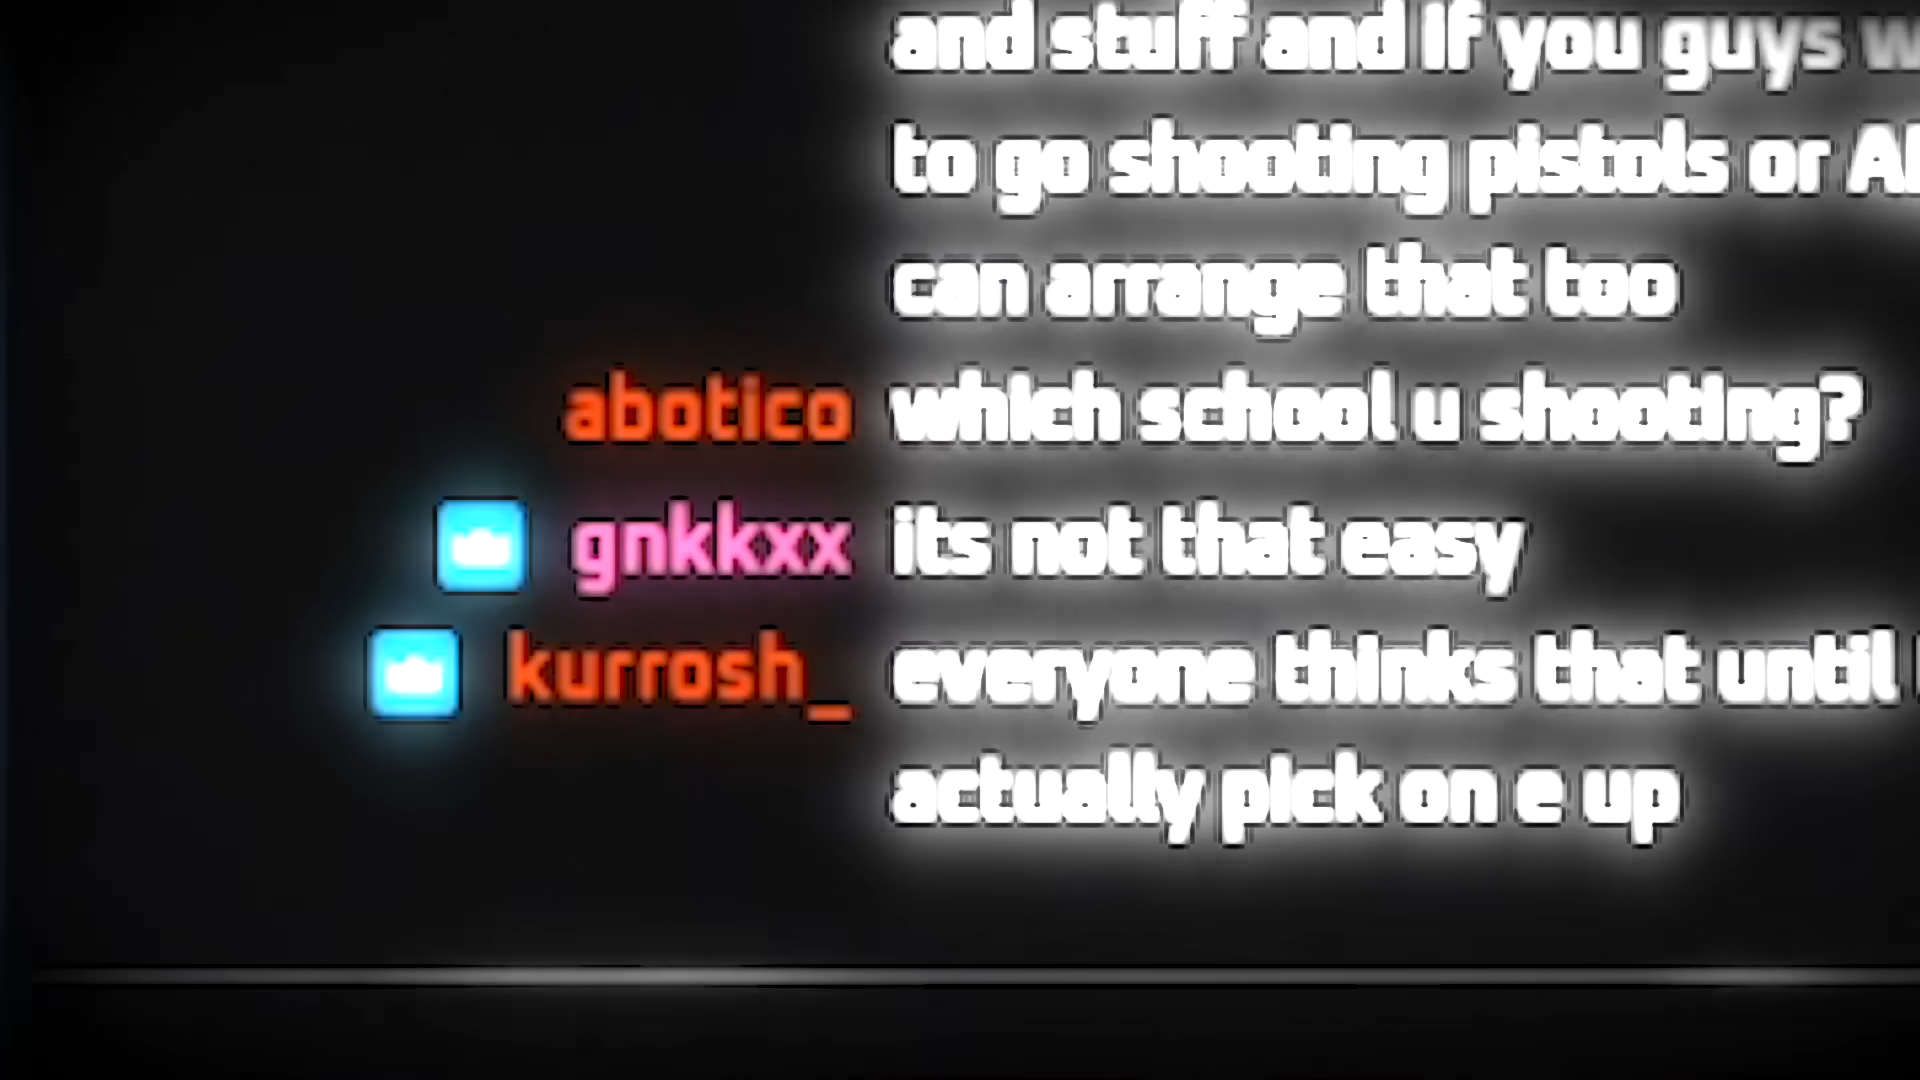 and stuff and if you guys
to go shooting pistols or
can arrange that too
abotico which school u shooting?
gnkkxx its not that easy
kurrosh_ everyone thinks that until
actually pick on e up